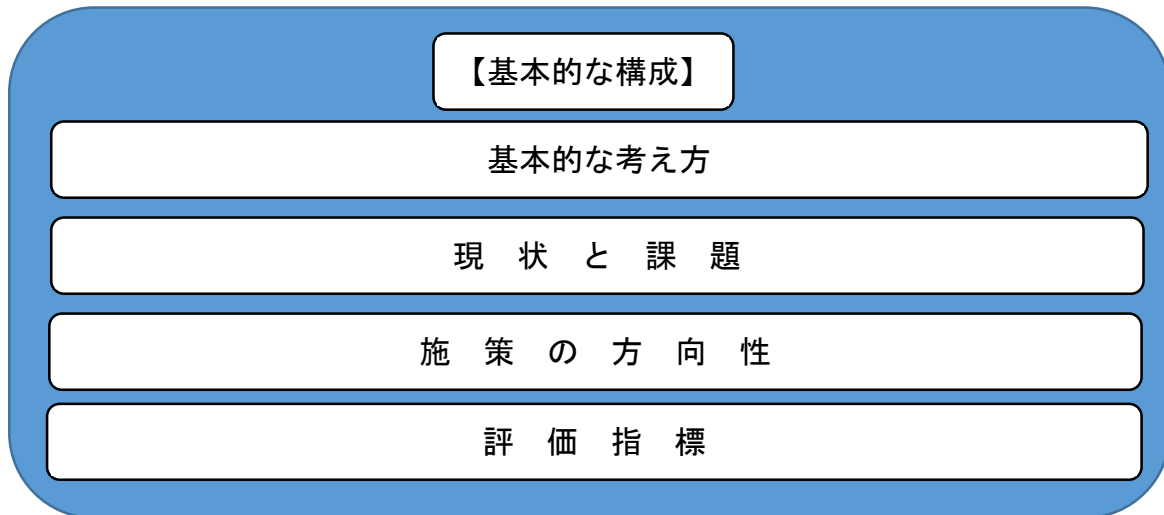 【基本的な構成】
基本的な考え方
現　状　と　課　題
施　策　の　方　向　性
評　価　指　標